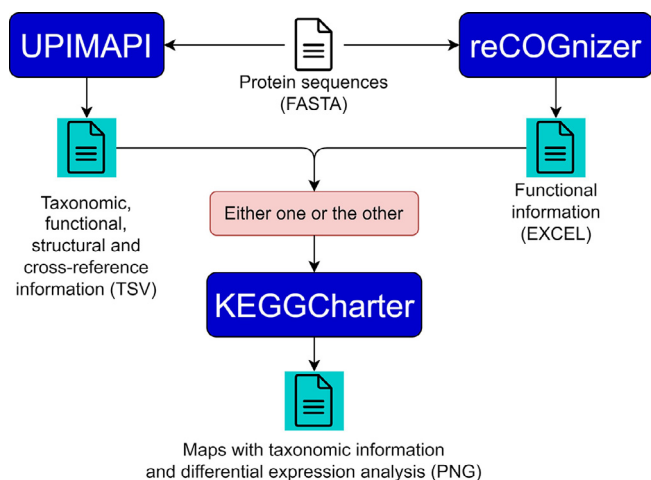 UPIMAPI
reCOGnizer
Protein sequences
(FASTA)
Taxonomic,
functional,
structural and
cross-reference
information (TSV)
Either one or the other
Functional
information
(EXCEL)
KEGGCharter
Maps with taxonomic information
and differential expression analysis (PNG)